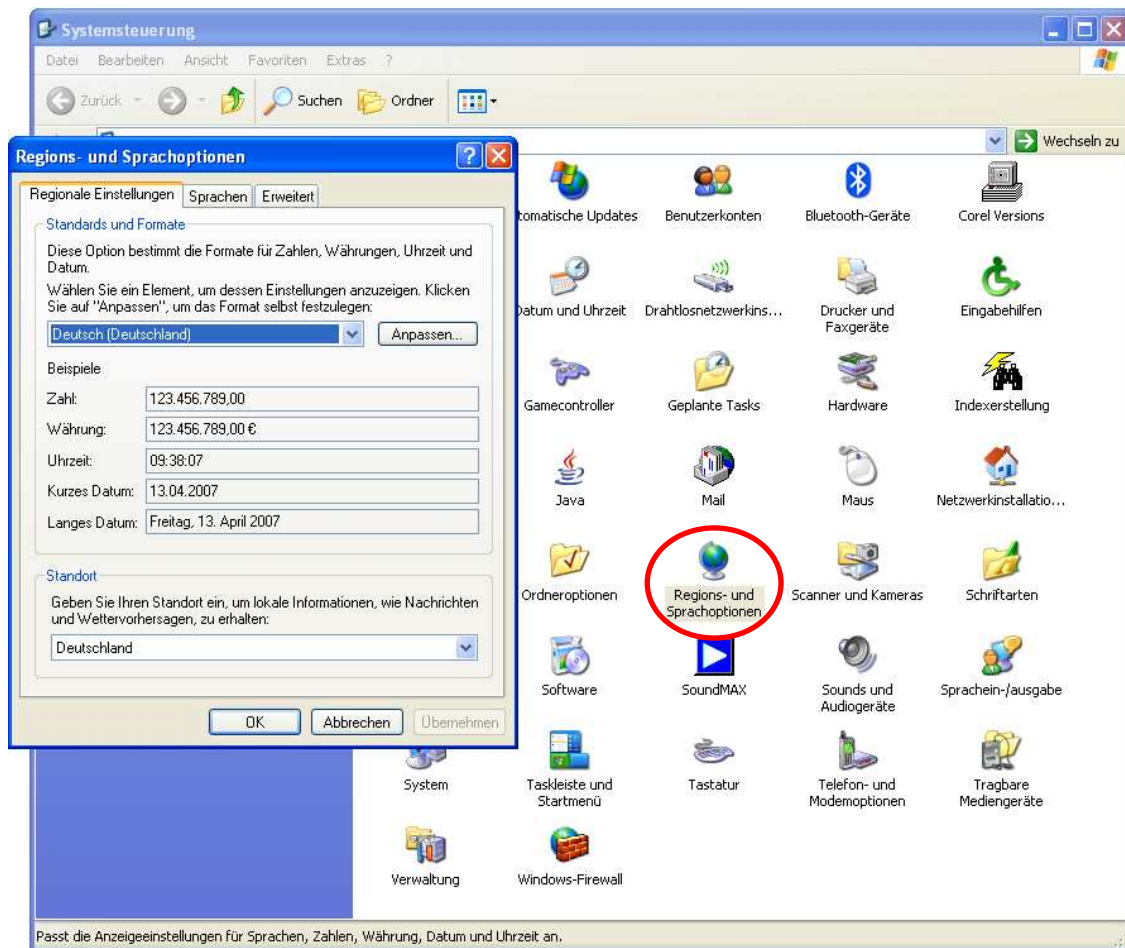 Systemsteuerung
Datei Bearbeiten Ansicht Favoriten Extras ?
Zurück Suchen Ordner
Wechseln zu
Regions- und Sprachoptionen
Regionale Einstellungen Sprachen Erweitert
Standards und Formate
Diese Option bestimmt die Formate für Zahlen, Währungen, Uhrzeit und
Datum.
Wählen Sie ein Element, um dessen Einstellungen anzuzeigen. Klicken
Sie auf "Anpassen", um das Format selbst festzulegen:
Deutsch (Deutschland) Anpassen...
Beispiele
Zahl: 123.456.789,00
Währung: 123.456.789,00 €
Uhrzeit: 09:38:07
Kurzes Datum: 13.04.2007
Langes Datum: Freitag, 13. April 2007
Standort
Geben Sie Ihren Standort ein, um lokale Informationen, wie Nachrichten
und Wettervorhersagen, zu erhalten:
Deutschland
OK Abbrechen Übernehmen
tomatische Updates Benutzerkonten Bluetooth-Geräte Corel Versions
Datum und Uhrzeit Drahtlosnetzwerkins... Drucker und Eingabehilfen
Faxgeräte
Gamecontroller Geplante Tasks Hardware Indexerstellung
Java Mail Maus Netzwerkinstallatio...
Ordneroptionen Regions- und Scanner und Kameras Schriftarten
Sprachoptionen
Software SoundMAX Sounds und Sprachein-/ausgabe
Audiogeräte
System Taskleiste und Tastatur Telefon- und Tragbare
Startmenü Modemoptionen Mediengeräte
Verwaltung Windows-Firewall
Passt die Anzeigeeinstellungen für Sprachen, Zahlen, Währung, Datum und Uhrzeit an.